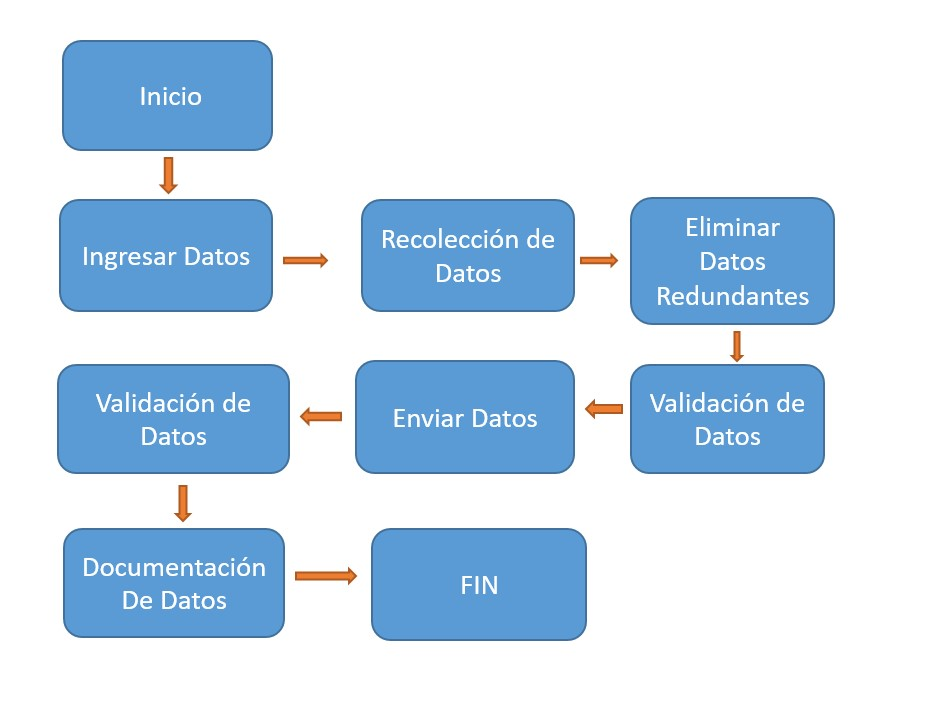 Inicio
Ingresar Datos
Recolección de
Datos
Eliminar
Datos
Redundantes
Validación de
Datos
Enviar Datos
Validación de
Datos
Documentación
De Datos
FIN